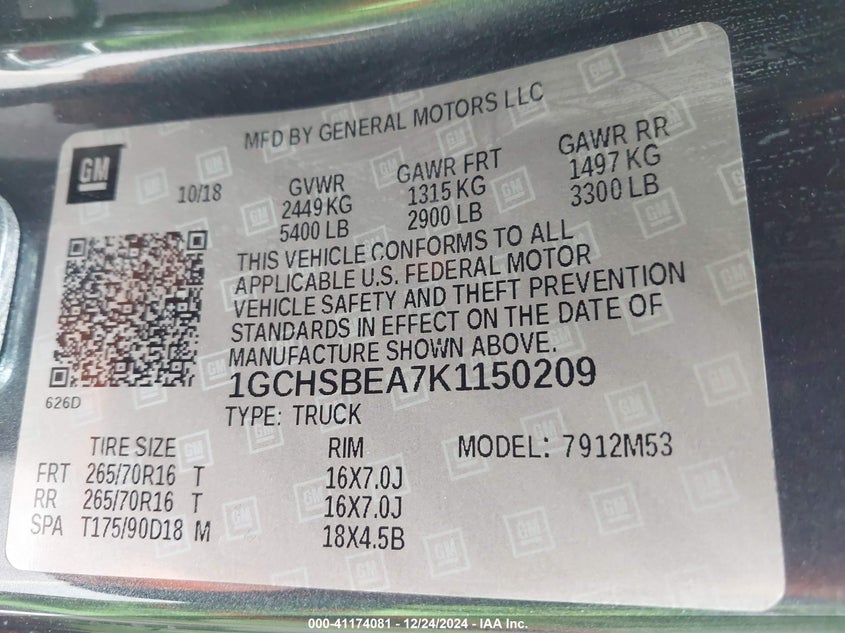 MFD BY GENERAL MOTORS LLC
GM
10/18
GVWR
2449 KG
5400 LB
GAWR FRT
1315 KG
2900 LB
GAWR RR
1497 KG
3300 LB
THIS VEHICLE CONFORMS TO ALL
APPLICABLE U.S. FEDERAL MOTOR
VEHICLE SAFETY AND THEFT PREVENTION
STANDARDS IN EFFECT ON THE DATE OF
MANUFACTURE SHOWN ABOVE.
626D
1GCHSBEA7K1150209
TYPE: TRUCK
TIRE SIZE RIM MODEL: 7912M53
FRT 265/70R16 T 16X7.0J
RR 265/70R16 T 16X7.0J
SPA T175/90D18 M 18X4.5B
000-41174081 - 12/24/2024 - IAA Inc.